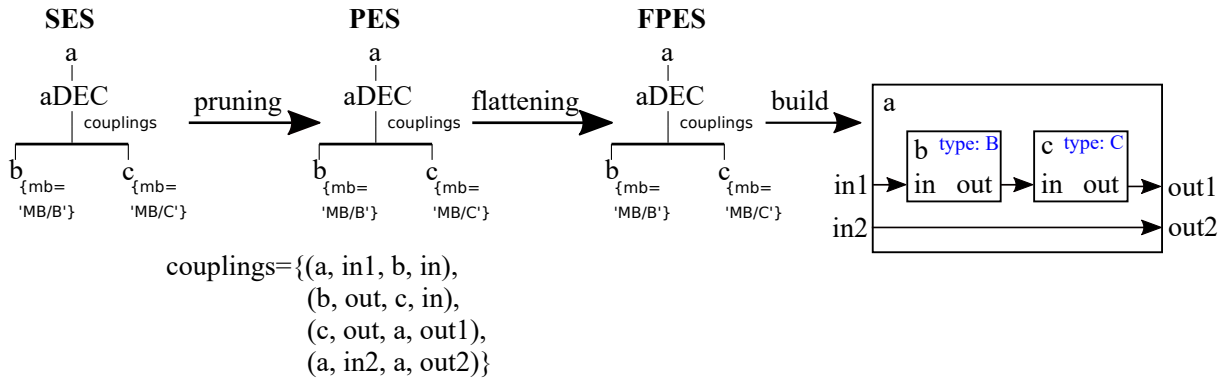 SES
a
aDEC
couplings
b
{mb=
'MB/B'}
c
{mb=
'MB/C'}
pruning
PES
a
aDEC
couplings
b
{mb=
'MB/B'}
c
{mb=
'MB/C'}
flattening
FPES
a
aDEC
couplings
b
{mb=
'MB/B'}
c
{mb=
'MB/C'}
build
a
b type: B
in out
c type: C
in out
in1
out1
in2
out2
couplings={(a, in1, b, in),
(b, out, c, in),
(c, out, a, out1),
(a, in2, a, out2)}